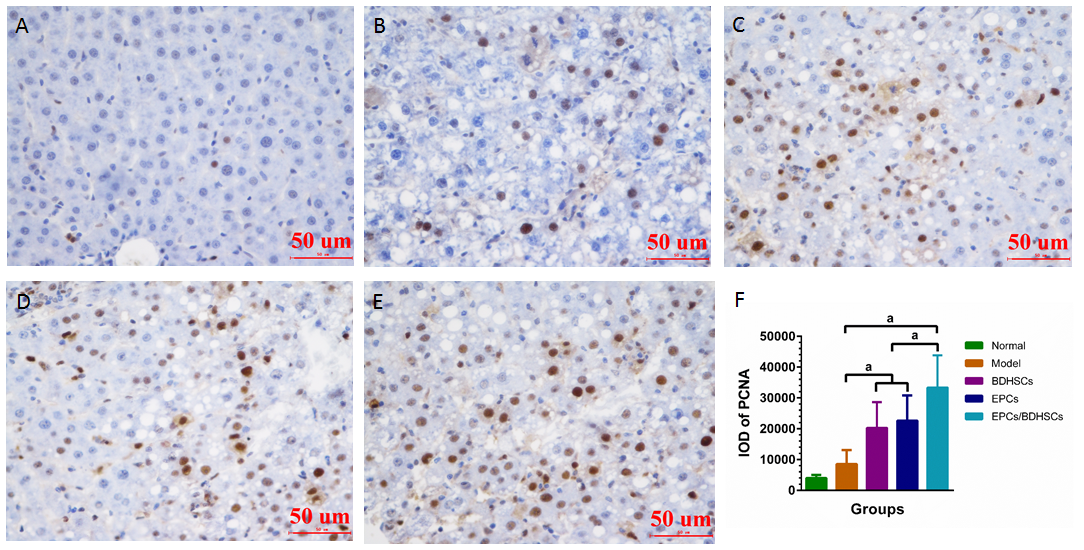 A
50 um
B
50 um
C
50 um
D
50 um
E
50 um
F
a
a
a
50000
40000
30000
20000
10000
0
IOD of PCNA
Groups
Normal
Model
BDHSCs
EPCs
EPCs/BDHSCs